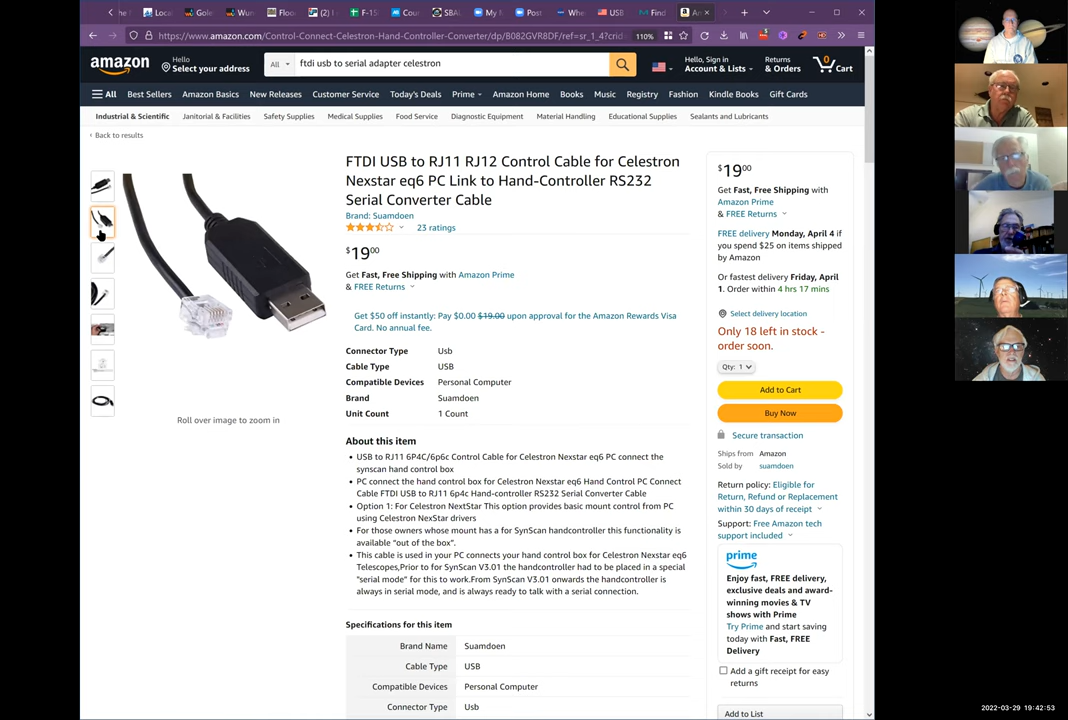 he
Loca
Gole
Wun
Floo
(2) I
F-15
Cou
SBAI
My F
Post
Whe
USB
Find
An
https://www.amazon.com/Control-Connect-Celestron-Hand-Controller-Converter/dp/B082GVR8DF/ref=sr_1_4?crid
110%
amazon
Hello
Select your address
All
ftdi usb to serial adapter celestron
Hello, Sign in
Account & Lists
Returns
& Orders
0
Cart
All
Best Sellers
Amazon Basics
New Releases
Customer Service
Today's Deals
Prime
Amazon Home
Books
Music
Registry
Fashion
Kindle Books
Gift Cards
Industrial & Scientific
Janitorial & Facilities
Safety Supplies
Medical Supplies
Food Service
Diagnostic Equipment
Material Handling
Educational Supplies
Sealants and Lubricants
‹ Back to results
Roll over image to zoom in
FTDI USB to RJ11 RJ12 Control Cable for Celestron
Nexstar eq6 PC Link to Hand-Controller RS232
Serial Converter Cable
Brand: Suamdoen
23 ratings
$19.00
Get Fast, Free Shipping with Amazon Prime
& FREE Returns
Get $50 off instantly: Pay $0.00 $19.00 upon approval for the Amazon Rewards Visa
Card. No annual fee.
Connector Type Usb
Cable Type USB
Compatible Devices Personal Computer
Brand Suamdoen
Unit Count 1 Count
About this item
• USB to RJ11 6P4C/6p6c Control Cable for Celestron Nexstar eq6 PC connect the
synscan hand control box
• PC connect the hand control box for Celestron Nexstar eq6 Hand Control PC Connect
Cable FTDI USB to RJ11 6p4c Hand-controller RS232 Serial Converter Cable
• Option 1: For Celestron NextStar This option provides basic mount control from PC
using Celestron NexStar drivers
• For those owners whose mount has a for SynScan handcontroller this functionality is
available "out of the box".
• This cable is used in your PC connects your hand control box for Celestron Nexstar eq6
Telescopes,Prior to for SynScan V3.01 the handcontroller had to be placed in a special
"serial mode" for this to work.From SynScan V3.01 onwards the handcontroller is
always in serial mode, and is always ready to talk with a serial connection.
Specifications for this item
Brand Name Suamdoen
Cable Type USB
Compatible Devices Personal Computer
Connector Type Usb
$19.00
Get Fast, Free Shipping with
Amazon Prime
& FREE Returns
FREE delivery Monday, April 4 if
you spend $25 on items shipped
by Amazon
Or fastest delivery Friday, April
1. Order within 4 hrs 17 mins
Select delivery location
Only 18 left in stock -
order soon.
Qty: 1
Add to Cart
Buy Now
Secure transaction
Ships from Amazon
Sold by suamdoen
Return policy: Eligible for
Return, Refund or Replacement
within 30 days of receipt
Support: Free Amazon tech
support included
prime
Enjoy fast, FREE delivery,
exclusive deals and award-
winning movies & TV
shows with Prime
Try Prime and start saving
today with Fast, FREE
Delivery
Add a gift receipt for easy
returns
Add to List
2022-03-29 19:42:53